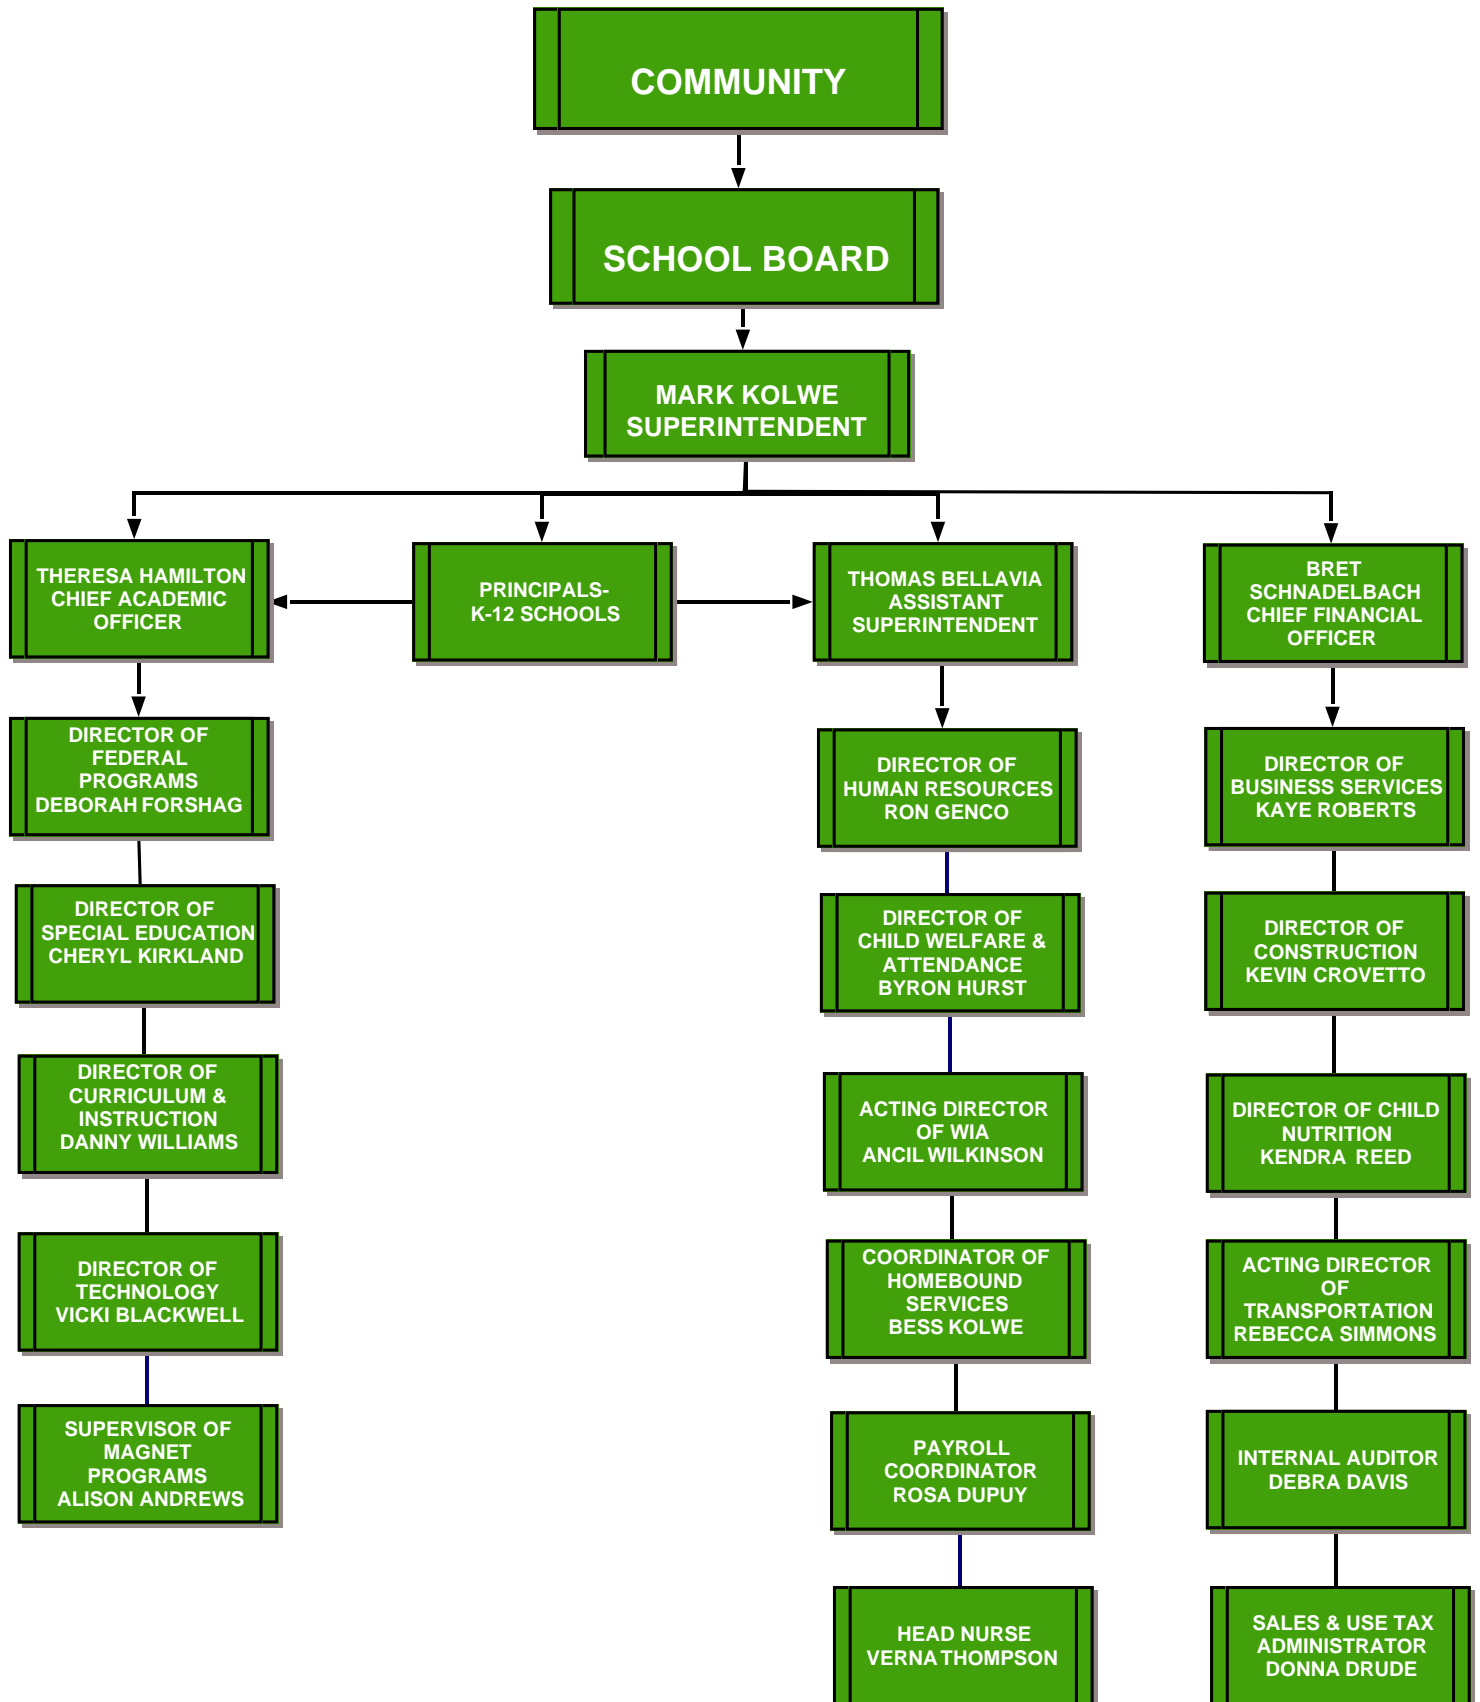 COMMUNITY
SCHOOL BOARD
MARK KOLWE
SUPERINTENDENT
THERESA HAMILTON
CHIEF ACADEMIC
OFFICER
PRINCIPALS-
K-12 SCHOOLS
THOMAS BELLAVIA
ASSISTANT
SUPERINTENDENT
BRET
SCHNADELBACH
CHIEF FINANCIAL
OFFICER
DIRECTOR OF
FEDERAL
PROGRAMS
DEBORAH FORSHAG
DIRECTOR OF
SPECIAL EDUCATION
CHERYL KIRKLAND
DIRECTOR OF
CURRICULUM &
INSTRUCTION
DANNY WILLIAMS
DIRECTOR OF
TECHNOLOGY
VICKI BLACKWELL
SUPERVISOR OF
MAGNET
PROGRAMS
ALISON ANDREWS
DIRECTOR OF
HUMAN RESOURCES
RON GENCO
DIRECTOR OF
CHILD WELFARE &
ATTENDANCE
BYRON HURST
ACTING DIRECTOR
OF WIA
ANCIL WILKINSON
COORDINATOR OF
HOMEBOUND
SERVICES
BESS KOLWE
PAYROLL
COORDINATOR
ROSA DUPUY
HEAD NURSE
VERNA THOMPSON
DIRECTOR OF
BUSINESS SERVICES
KAYE ROBERTS
DIRECTOR OF
CONSTRUCTION
KEVIN CROVETTO
DIRECTOR OF CHILD
NUTRITION
KENDRA REED
ACTING DIRECTOR
OF
TRANSPORTATION
REBECCA SIMMONS
INTERNAL AUDITOR
DEBRA DAVIS
SALES & USE TAX
ADMINISTRATOR
DONNA DRUDE